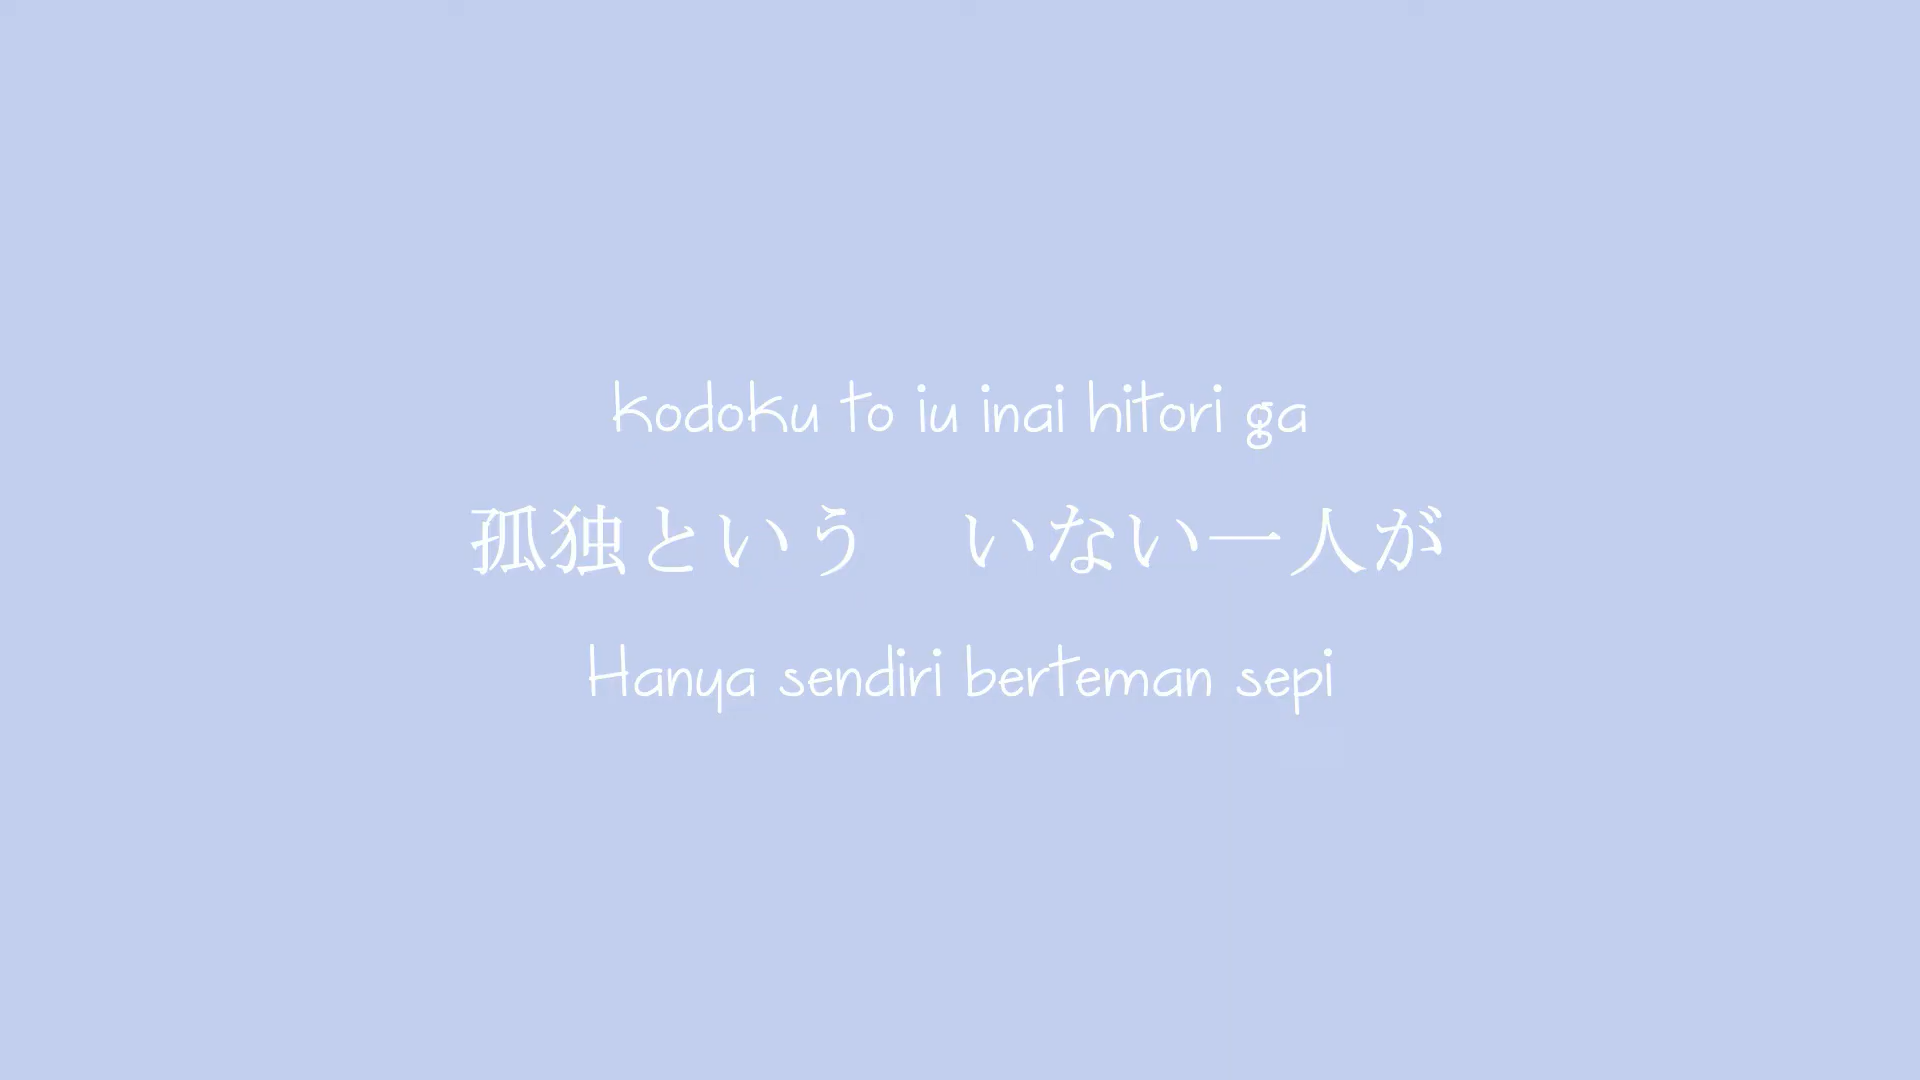 kodoku to iu inai hitori ga
孤独という　いない一人が
Hanya sendiri berteman sepi